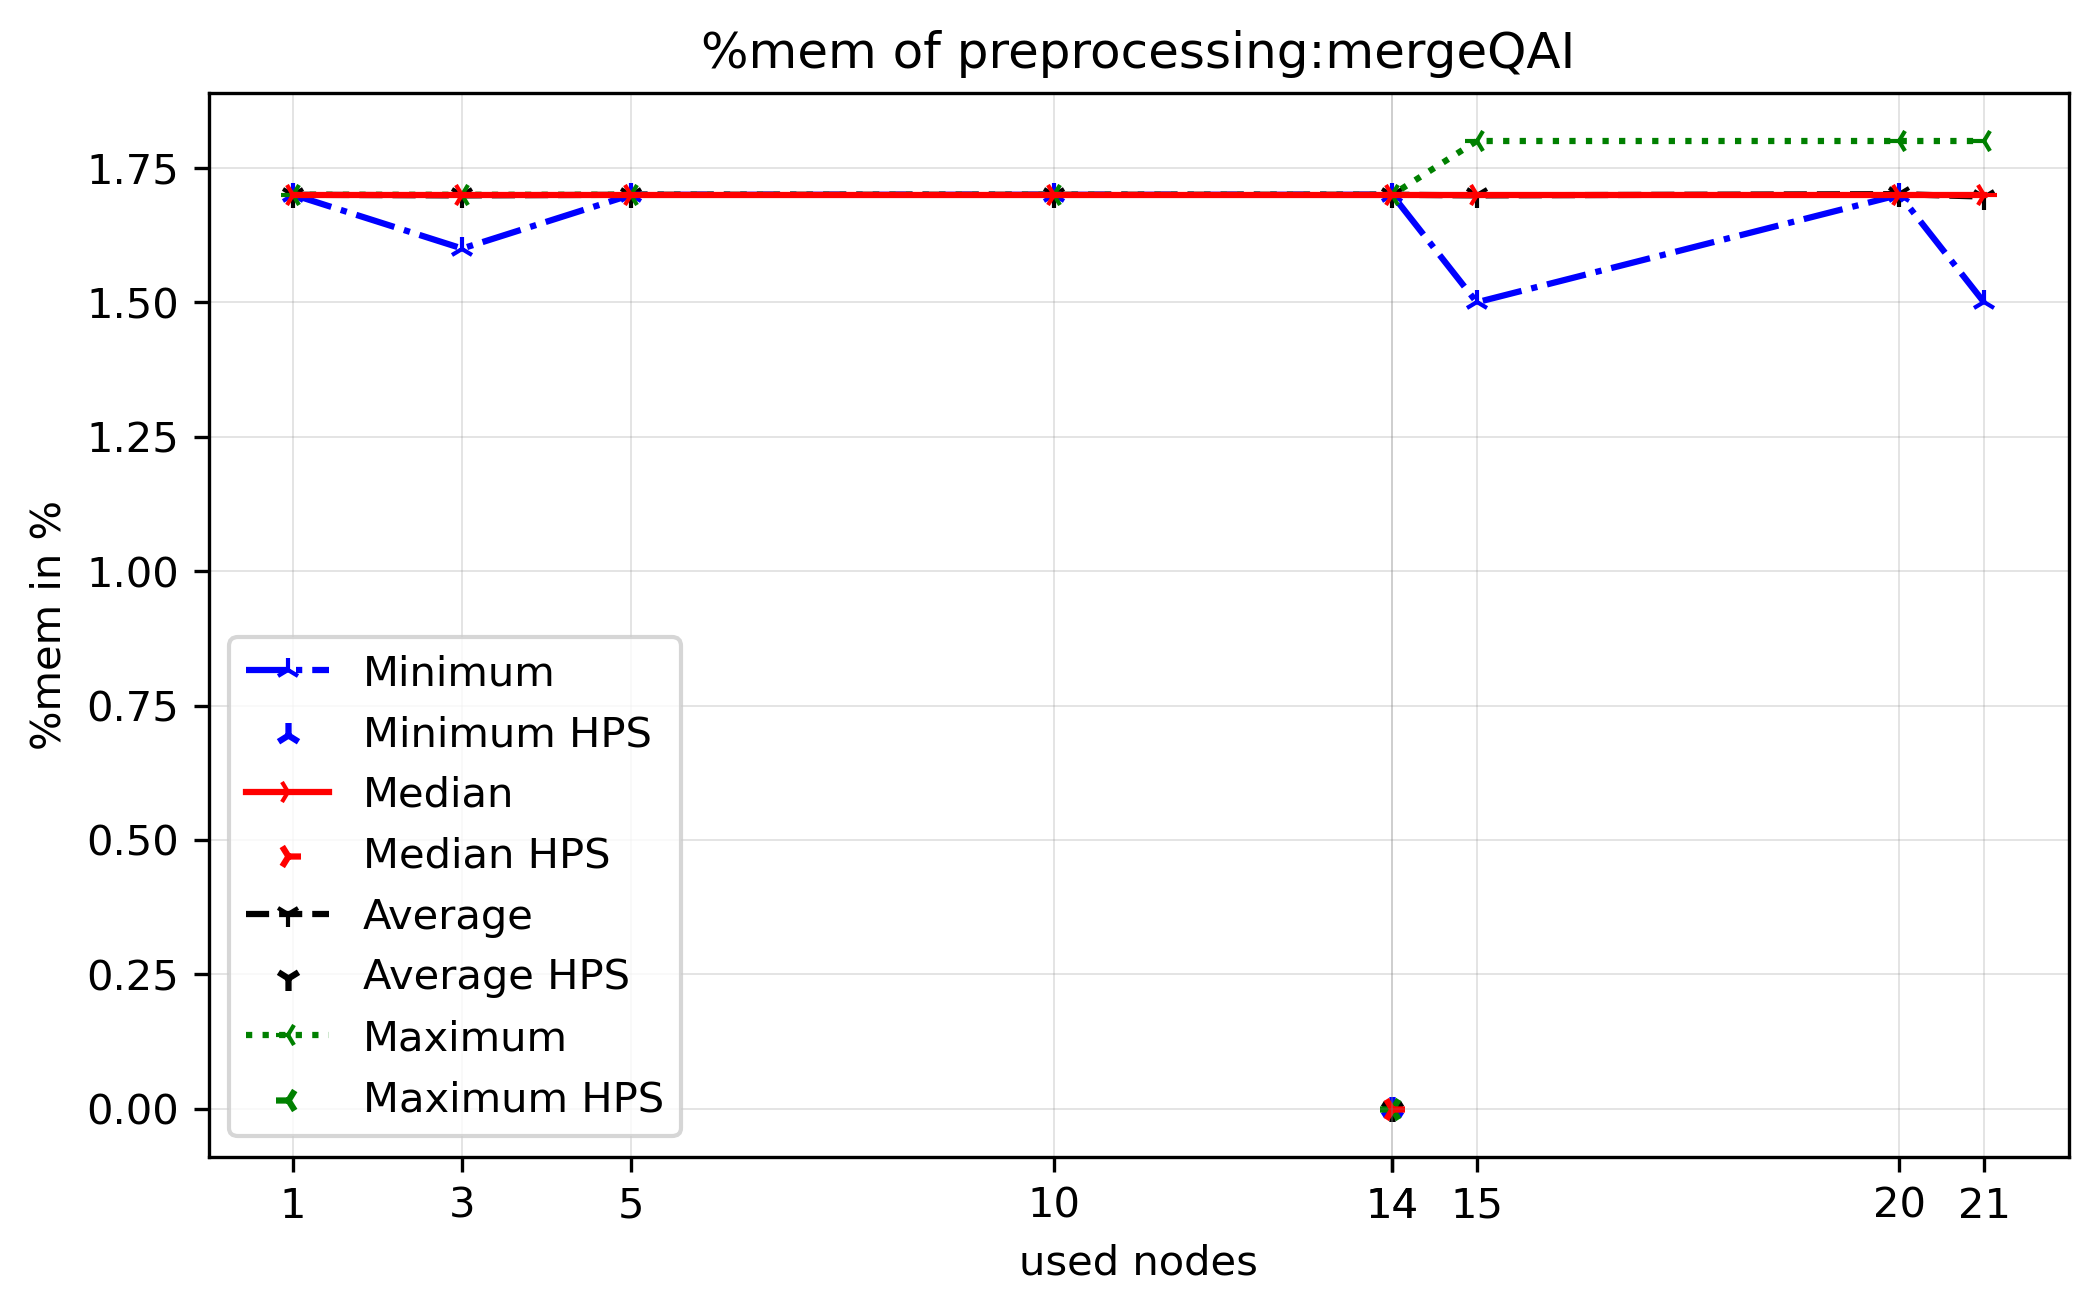 %mem of preprocessing:mergeQAI
%mem in %
1.75
1.50
1.25
1.00
0.75
0.50
0.25
0.00
Minimum
Minimum HPS
Median
Median HPS
Average
Average HPS
Maximum
Maximum HPS
1 3 5 10 14 15 20 21
used nodes